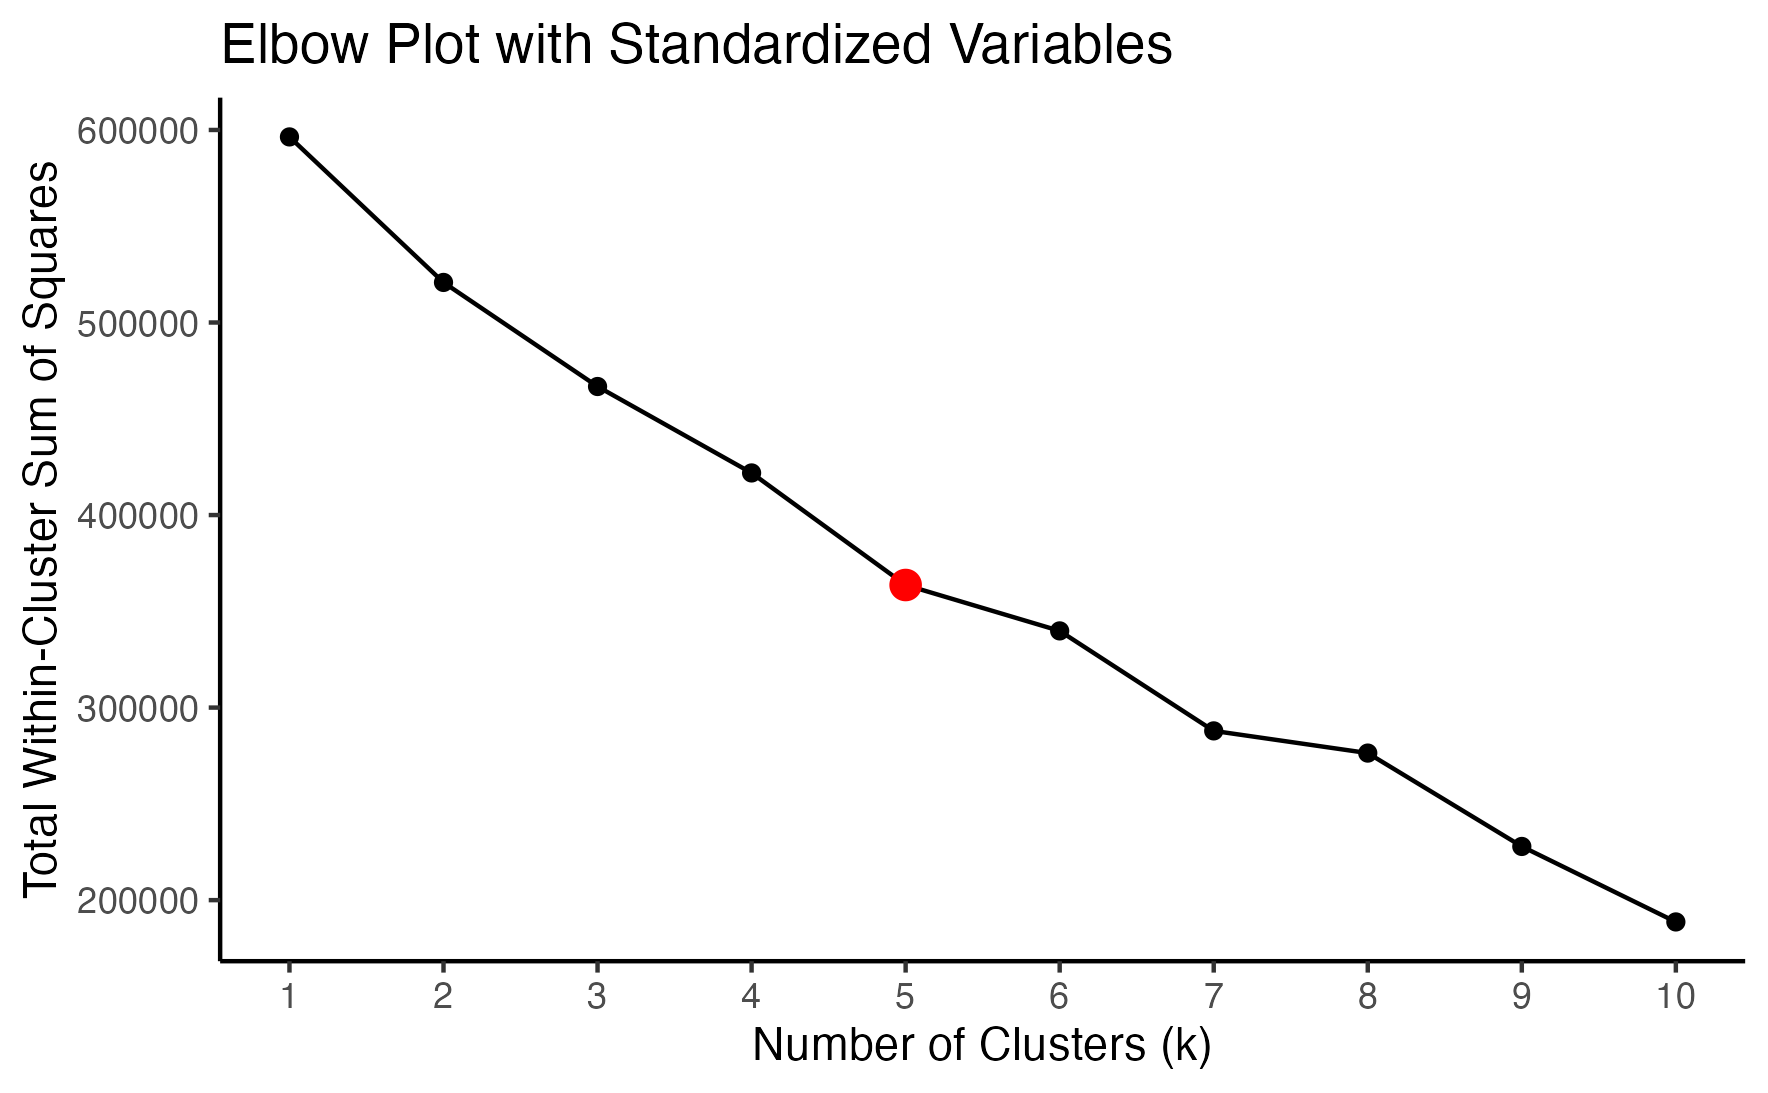 Elbow Plot with Standardized Variables
Total Within-Cluster Sum of Squares
600000
500000
400000
300000
200000
1 2 3 4 5 6 7 8 9 10
Number of Clusters (k)